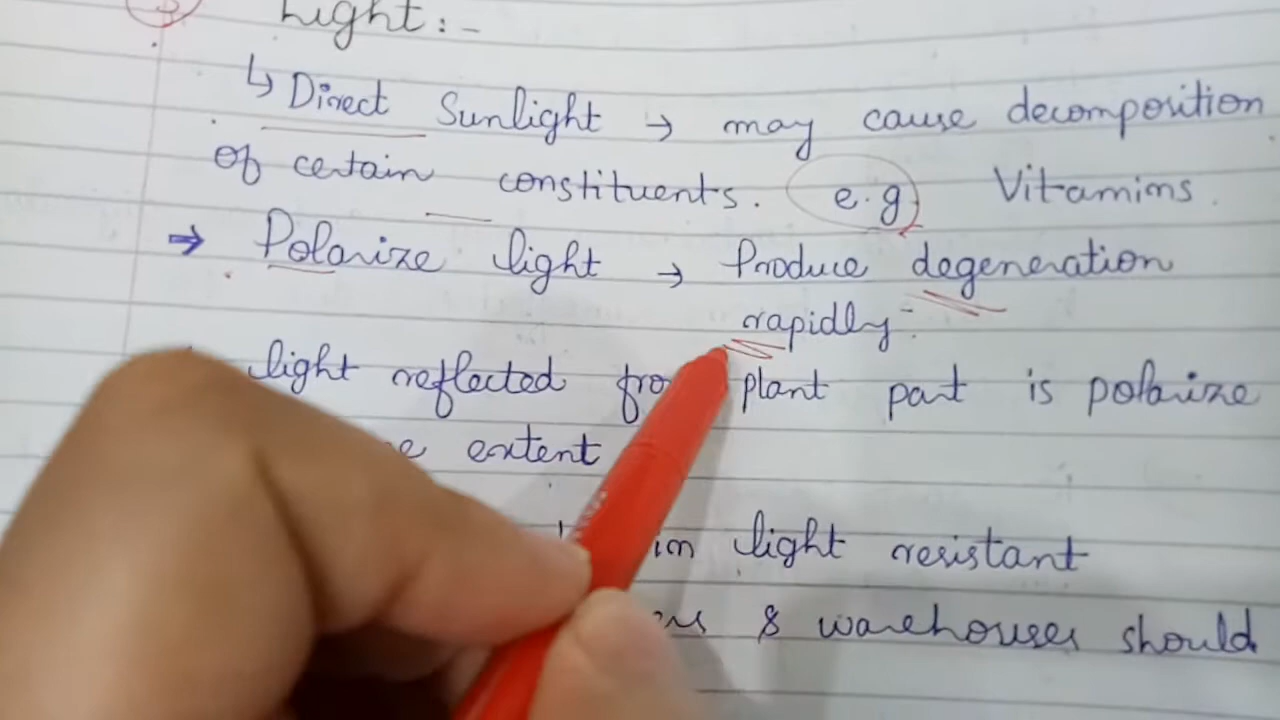 Light:-
↳ Direct Sunlight → may cause decomposition
of certain constituents. e.g. Vitamins.
⇒ Polarize light → Produce degeneration
rapidly-
light reflected plant part is polarize
extent
in light resistant
& warehouses should